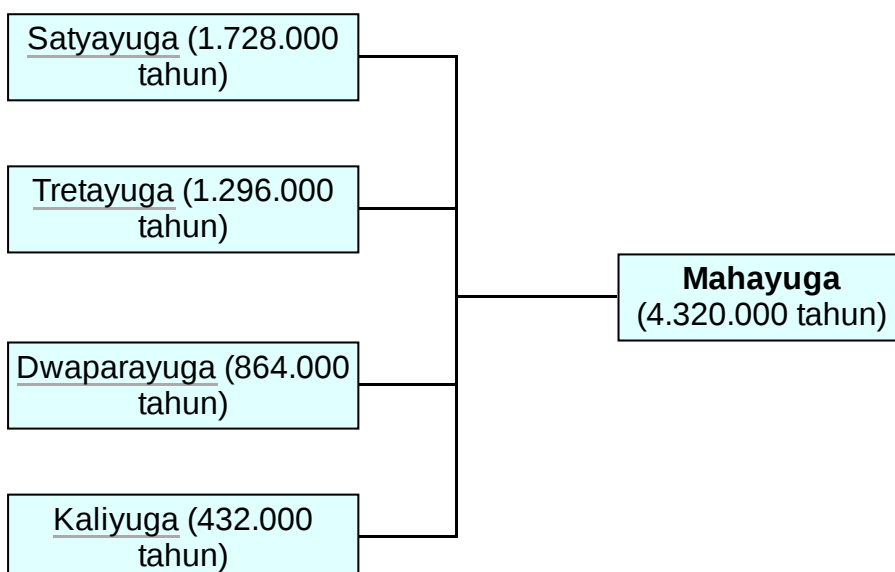 Satyayuga (1.728.000
tahun)
Tretayuga (1.296.000
tahun)
Mahayuga
(4.320.000 tahun)
Dwaparayuga (864.000
tahun)
Kaliyuga (432.000
tahun)